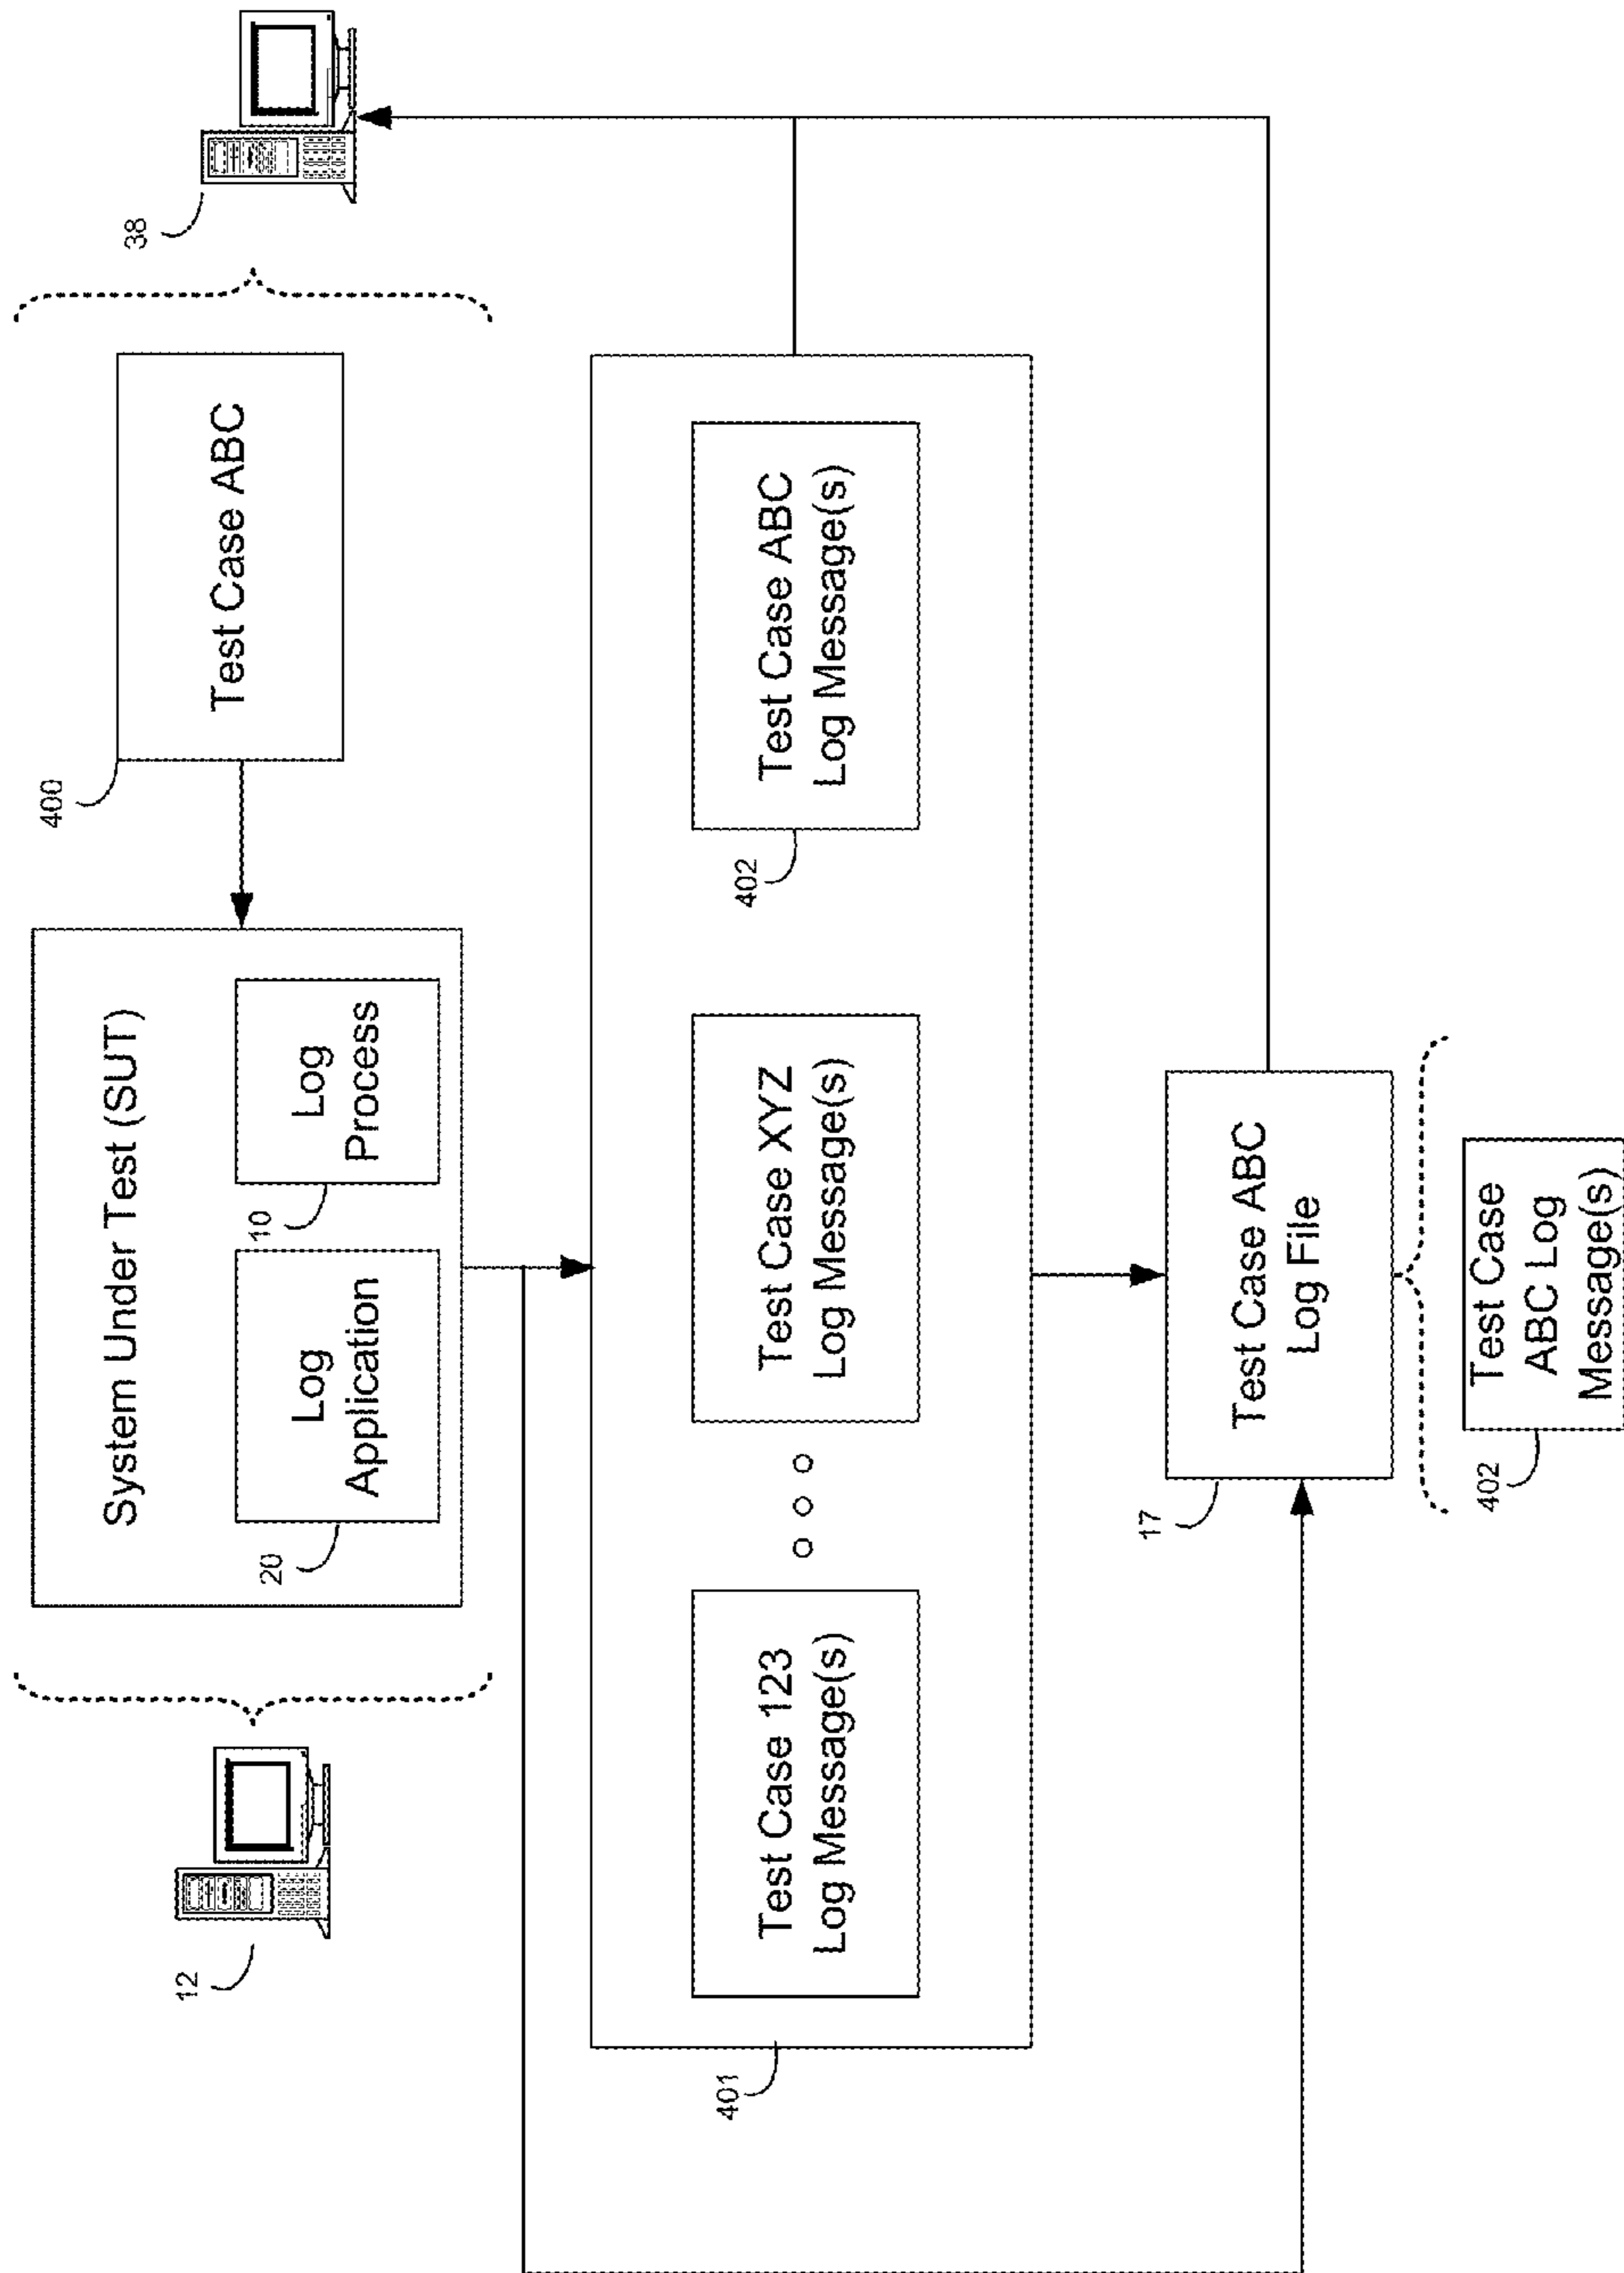 12
38
System Under Test (SUT)
20
Log
Application
10
Log
Process
400
Test Case ABC
401
Test Case 123
Log Message(s)
Test Case XYZ
Log Message(s)
402
Test Case ABC
Log Message(s)
17
Test Case ABC
Log File
402
Test Case
ABC Log
Message(s)